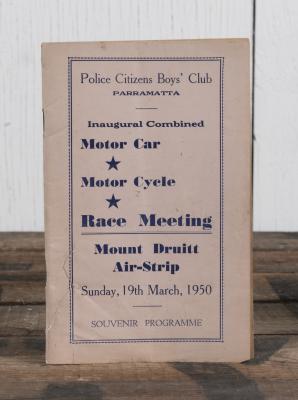 Police Citizens Boys' Club
PARRAMATTA
Inaugural Combined
Motor Car
Motor Cycle
Race Meeting
Mount Druitt
Air-Strip
Sunday, 19th March, 1950
SOUVENIR PROGRAMME